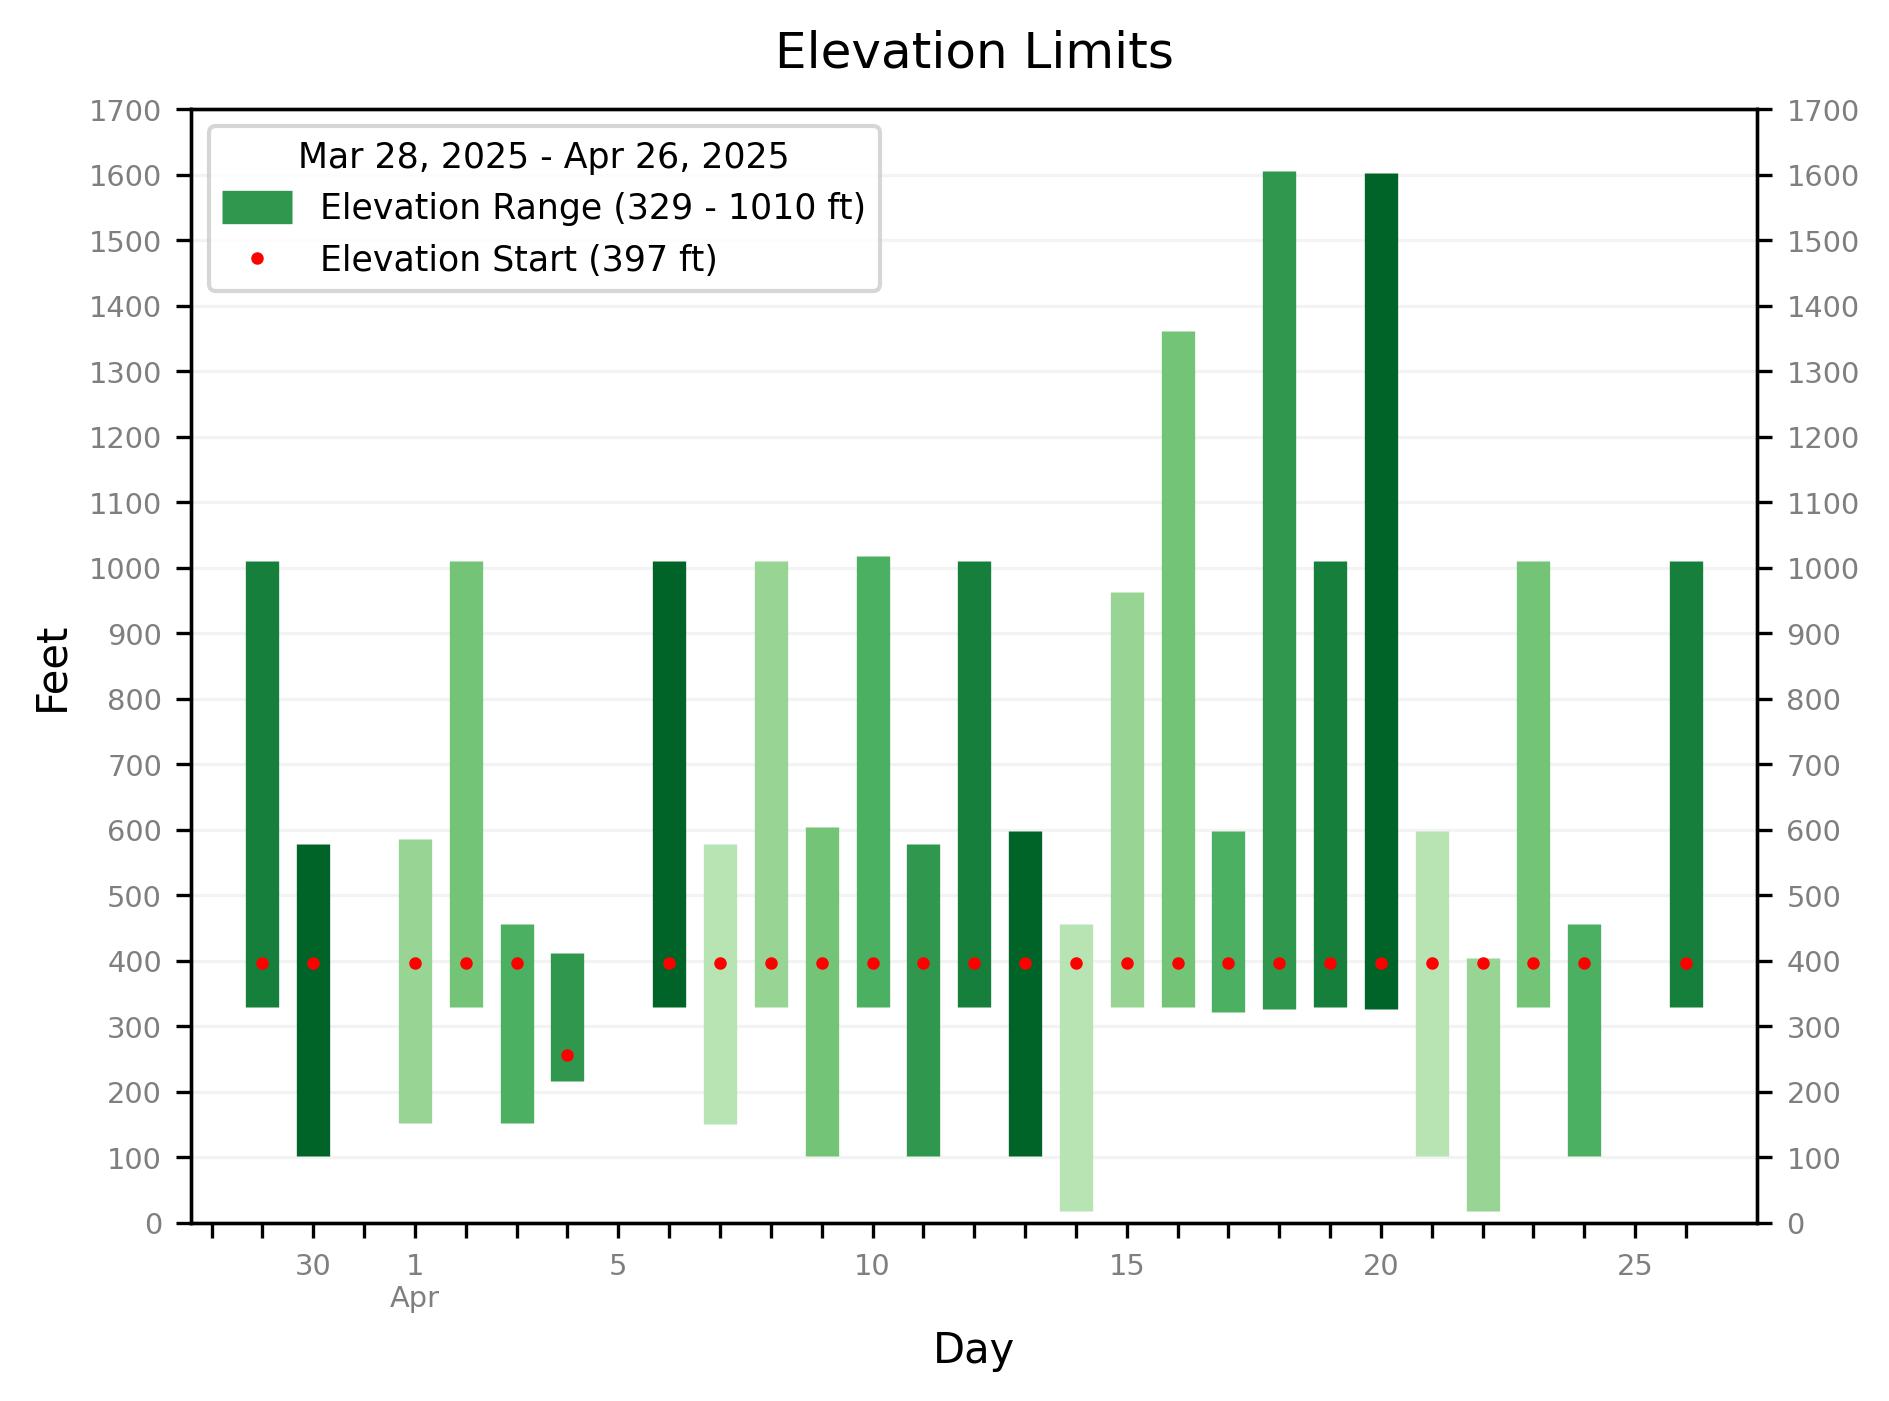 Elevation Limits
Mar 28, 2025 - Apr 26, 2025
Elevation Range (329 - 1010 ft)
Elevation Start (397 ft)
1700 1700
1600 1600
1500 1500
1400 1400
1300 1300
1200 1200
1100 1100
1000 1000
900 900
800 800
700 700
600 600
500 500
400 400
300 300
200 200
100 100
0 0
Feet
30 1 5 10 15 20 25
Apr
Day